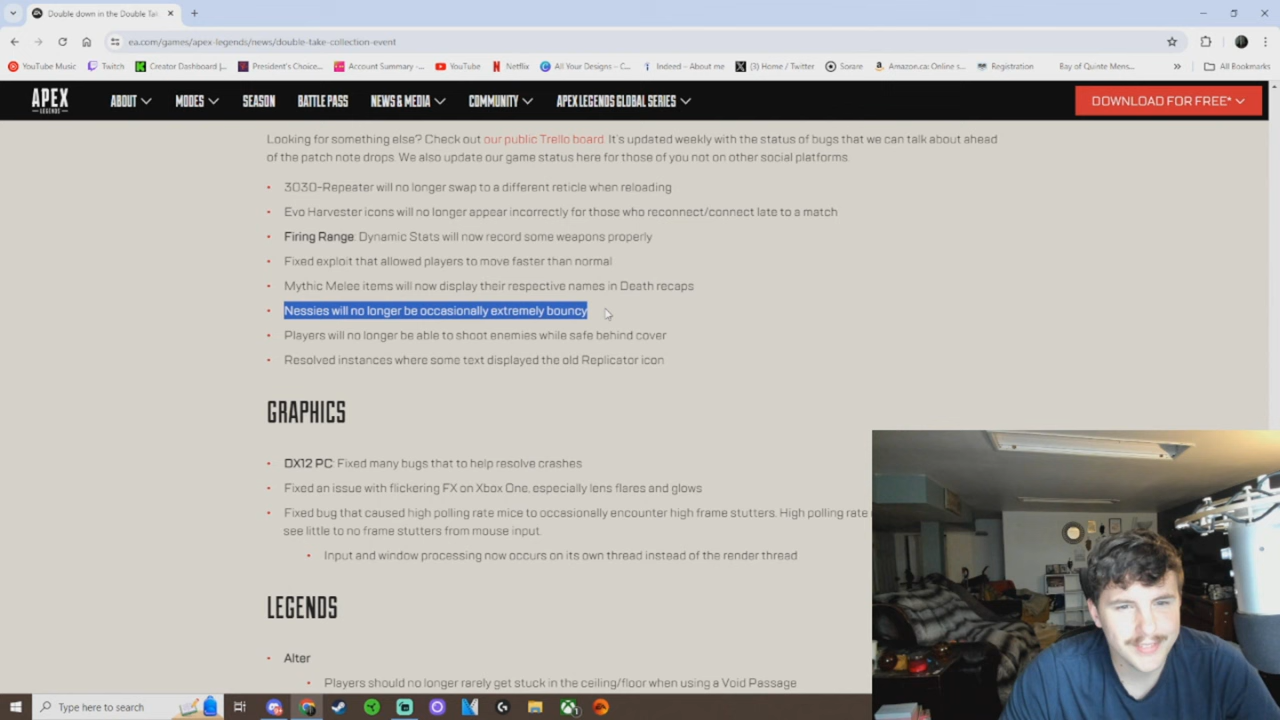 Double down in the Double Ta
ea.com/games/apex-legends/news/double-take-collection-event
YouTube Music
Twitch
Creator Dashboard |...
President's Choice...
Account Summary -...
YouTube
Netflix
All Your Designs – C...
Indeed – About me
(3) Home / Twitter
Sorare
Amazon.ca: Online s...
Registration
Ray of Quinte Mens...
All Bookmarks
APEX
LEGENDS
ABOUT
MODES
SEASON
BATTLE PASS
NEWS & MEDIA
COMMUNITY
APEX LEGENDS GLOBAL SERIES
DOWNLOAD FOR FREE*
Looking for something else? Check out our public Trello board. It's updated weekly with the status of bugs that we can talk about ahead
of the patch note drops. We also update our game status here for those of you not on other social platforms.
• 3030-Repeater will no longer swap to a different reticle when reloading
• Evo Harvester icons will no longer appear incorrectly for those who reconnect/connect late to a match
• Firing Range: Dynamic Stats will now record some weapons properly
• Fixed exploit that allowed players to move faster than normal
• Mythic Melee items will now display their respective names in Death recaps
• Nessies will no longer be occasionally extremely bouncy
• Players will no longer be able to shoot enemies while safe behind cover
• Resolved instances where some text displayed the old Replicator icon
GRAPHICS
• DX12 PC: Fixed many bugs that to help resolve crashes
• Fixed an issue with flickering FX on Xbox One, especially lens flares and glows
• Fixed bug that caused high polling rate mice to occasionally encounter high frame stutters. High polling rate
see little to no frame stutters from mouse input.
• Input and window processing now occurs on its own thread instead of the render thread
LEGENDS
• Alter
• Players should no longer rarely get stuck in the ceiling/floor when using a Void Passage
Type here to search